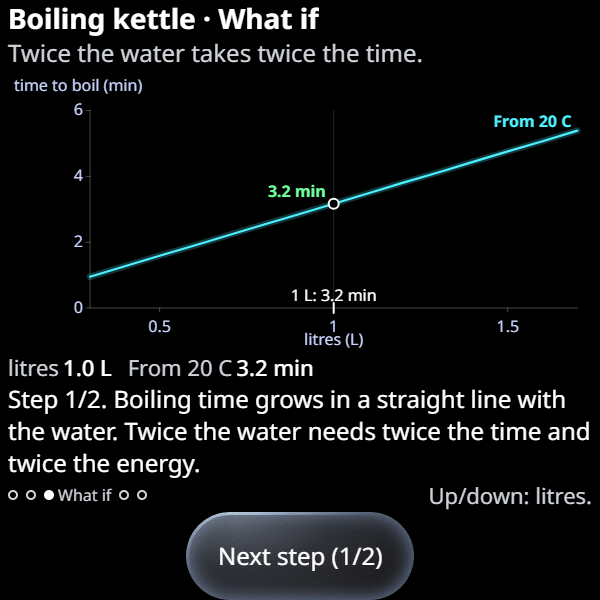 Boiling kettle · What if
Twice the water takes twice the time.
time to boil (min)
6
From 20 C
4
3.2 min
2
1 L: 3.2 min
0
0.5
1
1.5
litres (L)
litres 1.0 L From 20 C 3.2 min
Step 1/2. Boiling time grows in a straight line with
the water. Twice the water needs twice the time and
twice the energy.
What if
Up/down: litres.
Next step (1/2)